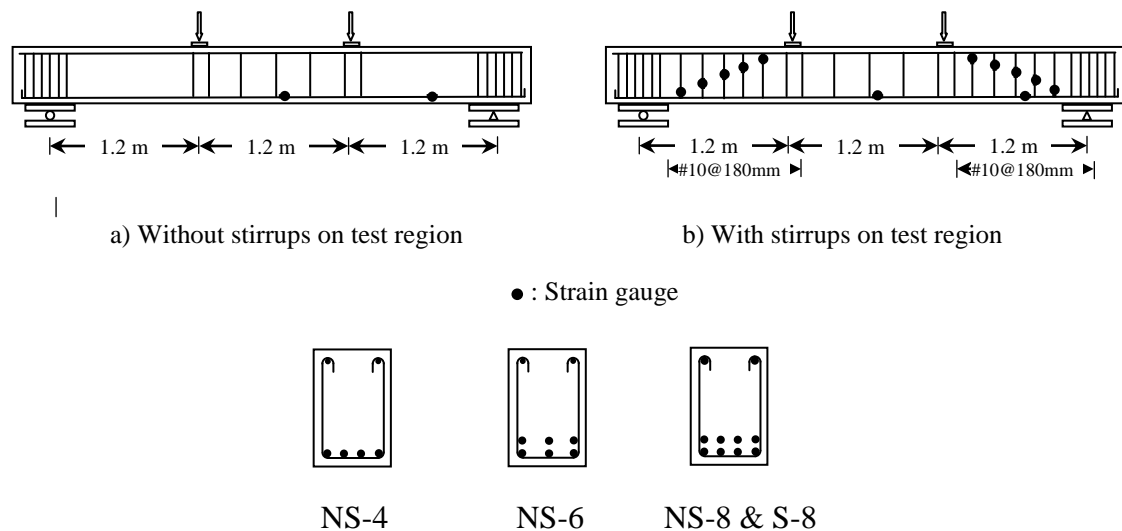 1.2 m 1.2 m 1.2 m
1.2 m 1.2 m 1.2 m
#10@180mm #10@180mm
a) Without stirrups on test region
b) With stirrups on test region
: Strain gauge
NS-4 NS-6 NS-8 & S-8